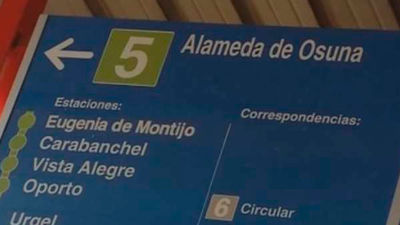 5 Alameda de Osuna
Estaciones:
Correspondencias:
Eugenia de Montijo
Carabanchel
Vista Alegre
Oporto
6 Circular
Urgel